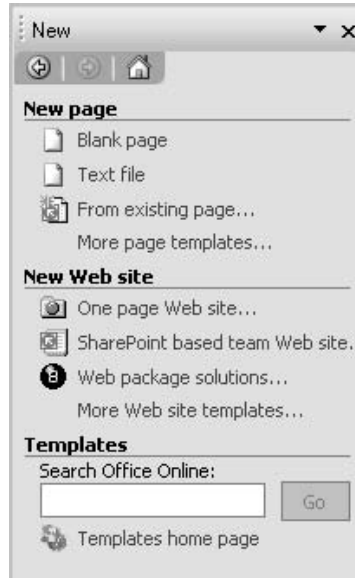 New
New page
Blank page
Text file
From existing page...
More page templates...
New Web site
One page Web site...
SharePoint based team Web site.
Web package solutions...
More Web site templates...
Templates
Search Office Online:
Go
Templates home page